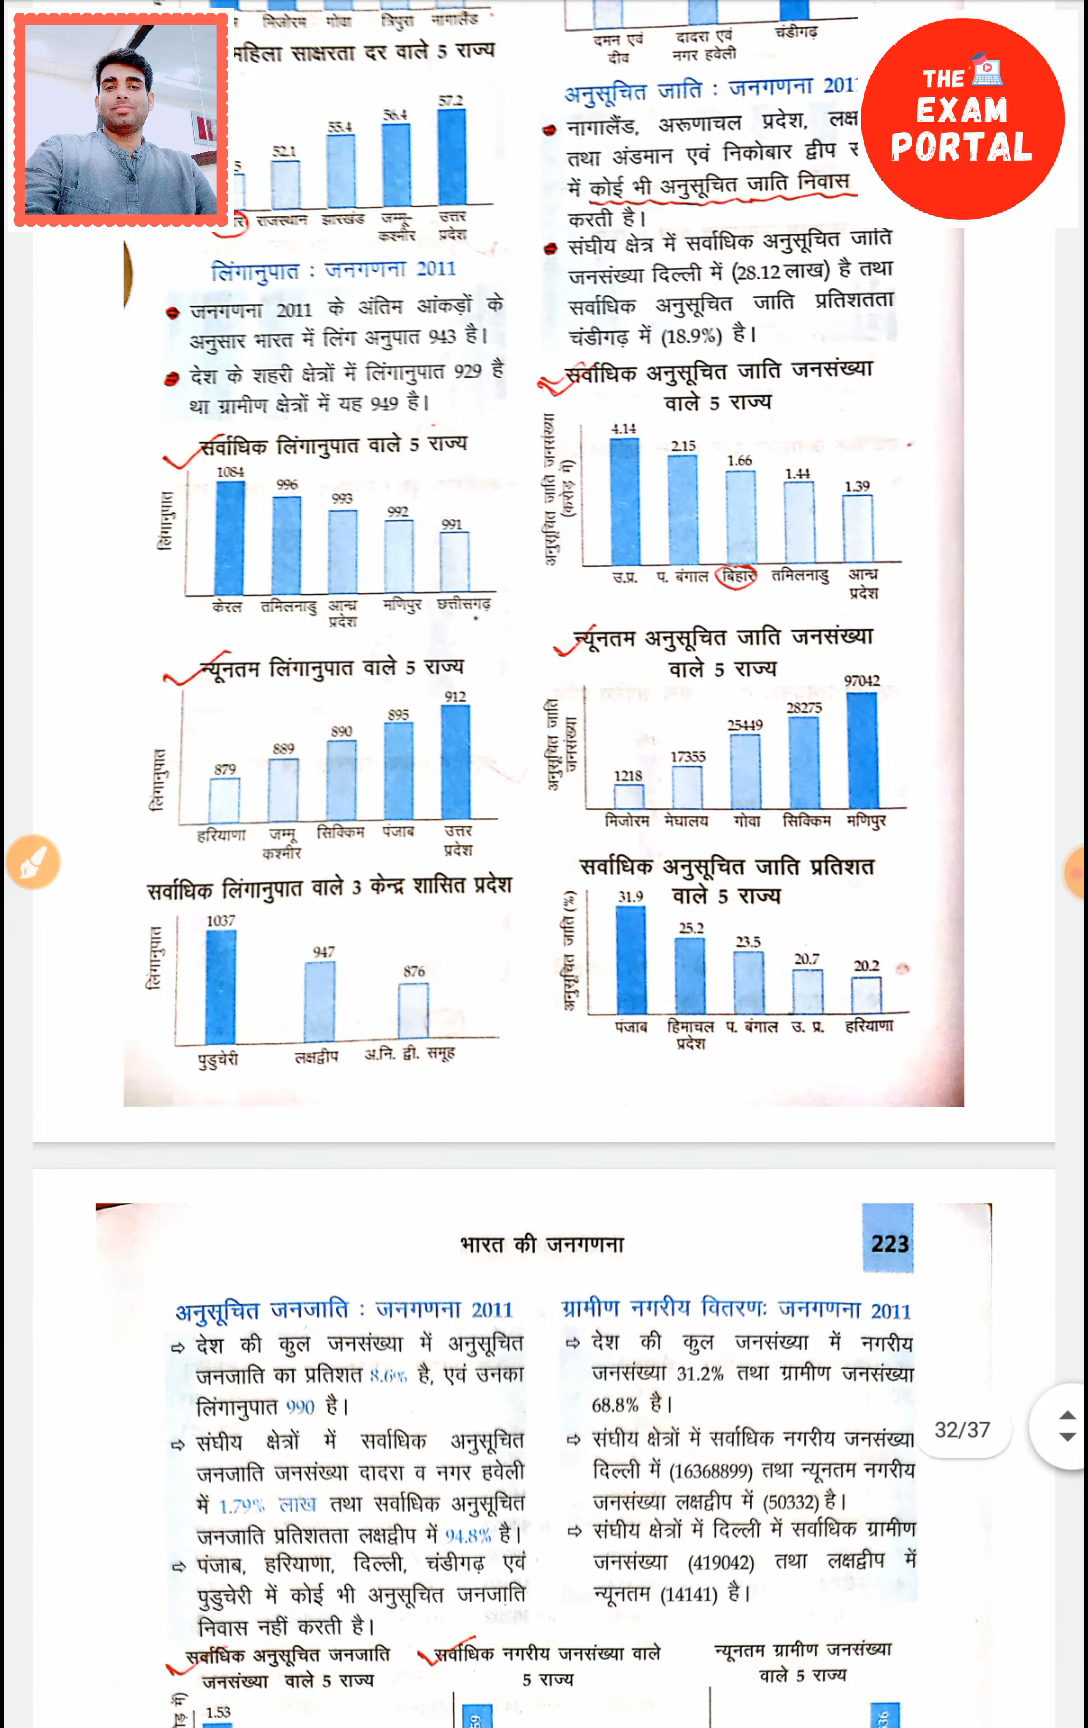 मिजोरम गोवा त्रिपुरा नागालैंड
महिला साक्षरता दर वाले 5 राज्य
52.1
55.4
56.4
57.2
राजस्थान झारखंड जम्मू कश्मीर उत्तर प्रदेश
लिंगानुपात : जनगणना 2011
जनगणना 2011 के अंतिम आंकड़ों के
अनुसार भारत में लिंग अनुपात 943 है।
देश के शहरी क्षेत्रों में लिंगानुपात 929 है
था ग्रामीण क्षेत्रों में यह 949 है।
सर्वाधिक लिंगानुपात वाले 5 राज्य
लिंगानुपात
1084
996
993
992
991
केरल तमिलनाडु आन्ध्र प्रदेश मणिपुर छत्तीसगढ़
न्यूनतम लिंगानुपात वाले 5 राज्य
लिंगानुपात
879
889
890
895
912
हरियाणा जम्मू कश्मीर सिक्किम पंजाब उत्तर प्रदेश
सर्वाधिक लिंगानुपात वाले 3 केन्द्र शासित प्रदेश
लिंगानुपात
1037
947
876
पुडुचेरी लक्षद्वीप अ.नि. द्वी. समूह
दमन एवं दीव दादरा एवं नगर हवेली चंडीगढ़
THE
EXAM
PORTAL
अनुसूचित जाति : जनगणना 201
नागालैंड, अरूणाचल प्रदेश, लक्ष
तथा अंडमान एवं निकोबार द्वीप स
में कोई भी अनुसूचित जाति निवास
करती है।
संघीय क्षेत्र में सर्वाधिक अनुसूचित जाति
जनसंख्या दिल्ली में (28.12 लाख) है तथा
सर्वाधिक अनुसूचित जाति प्रतिशतता
चंडीगढ़ में (18.9%) है।
सर्वाधिक अनुसूचित जाति जनसंख्या
वाले 5 राज्य
अनुसूचित जाति जनसंख्या
(करोड़ में)
4.14
2.15
1.66
1.44
1.39
उ.प्र. प. बंगाल बिहार तमिलनाडु आन्ध्र प्रदेश
न्यूनतम अनुसूचित जाति जनसंख्या
वाले 5 राज्य
अनुसूचित जाति
जनसंख्या
1218
17355
25449
28275
97042
मिजोरम मेघालय गोवा सिक्किम मणिपुर
सर्वाधिक अनुसूचित जाति प्रतिशत
वाले 5 राज्य
अनुसूचित जाति (%)
31.9
25.2
23.5
20.7
20.2
पंजाब हिमाचल प्रदेश प. बंगाल उ. प्र. हरियाणा
भारत की जनगणना
223
अनुसूचित जनजाति : जनगणना 2011
⇨ देश की कुल जनसंख्या में अनुसूचित
जनजाति का प्रतिशत 8.6% है, एवं उनका
लिंगानुपात 990 है।
⇨ संघीय क्षेत्रों में सर्वाधिक अनुसूचित
जनजाति जनसंख्या दादरा व नगर हवेली
में 1.79% लाख तथा सर्वाधिक अनुसूचित
जनजाति प्रतिशतता लक्षद्वीप में 94.8% है।
⇨ पंजाब, हरियाणा, दिल्ली, चंडीगढ़ एवं
पुडुचेरी में कोई भी अनुसूचित जनजाति
निवास नहीं करती है।
सर्वाधिक अनुसूचित जनजाति
जनसंख्या वाले 5 राज्य
1.53
ग्रामीण नगरीय वितरणः जनगणना 2011
⇨ देश की कुल जनसंख्या में नगरीय
जनसंख्या 31.2% तथा ग्रामीण जनसंख्या
68.8% है।
⇨ संघीय क्षेत्रों में सर्वाधिक नगरीय जनसंख्या
दिल्ली में (16368899) तथा न्यूनतम नगरीय
जनसंख्या लक्षद्वीप में (50332) है।
⇨ संघीय क्षेत्रों में दिल्ली में सर्वाधिक ग्रामीण
जनसंख्या (419042) तथा लक्षद्वीप में
न्यूनतम (14141) है।
सर्वाधिक नगरीय जनसंख्या वाले
5 राज्य
न्यूनतम ग्रामीण जनसंख्या
वाले 5 राज्य
32/37